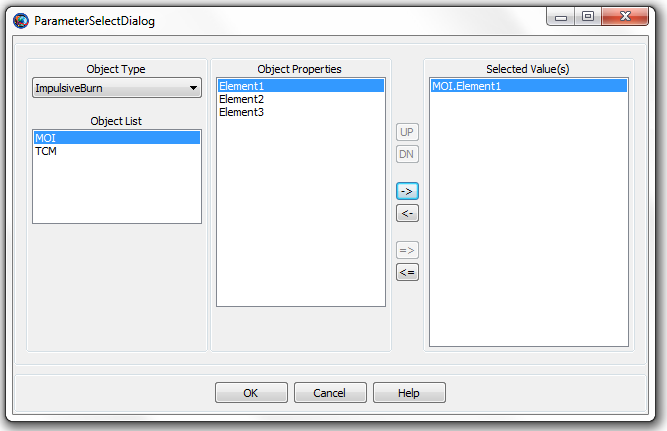 ParameterSelectDialog
Object Type
ImpulsiveBurn
Object List
MOI
TCM
Object Properties
Element1
Element2
Element3
UP
DN
->
<-
=>
<=
Selected Value(s)
MOI.Element1
OK
Cancel
Help